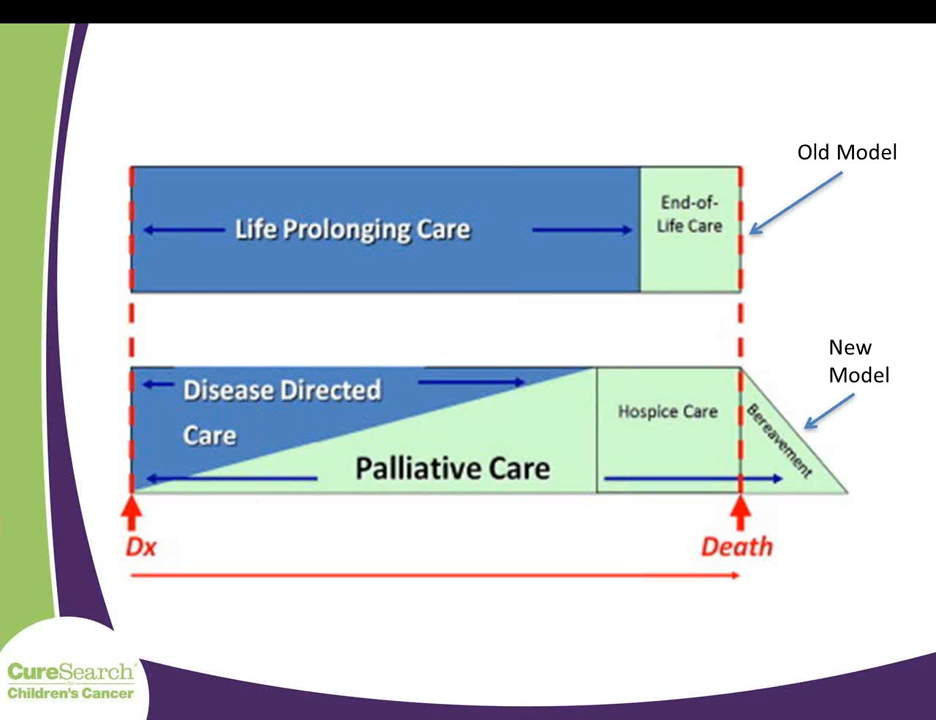 Old Model
Life Prolonging Care
End-of-
Life Care
New
Model
Disease Directed
Care
Hospice Care
Bereavement
Palliative Care
Dx
Death
CureSearch
Children's Cancer